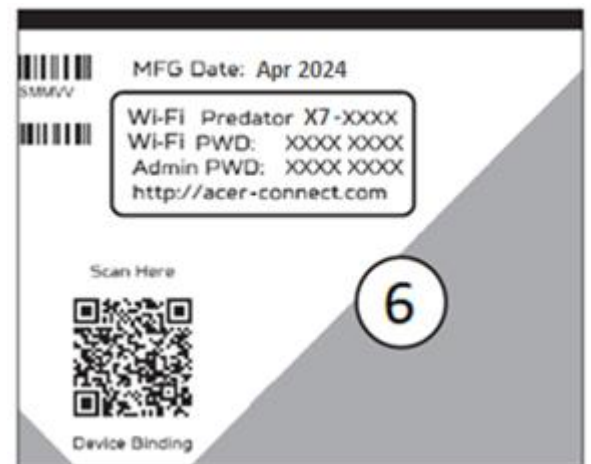 MFG Date: Apr 2024
SMMVV
Wi-Fi Predator X7-XXXX
Wi-Fi PWD: XXXX XXXX
Admin PWD: XXXX XXXX
http://acer-connect.com
Scan Here
6
Device Binding